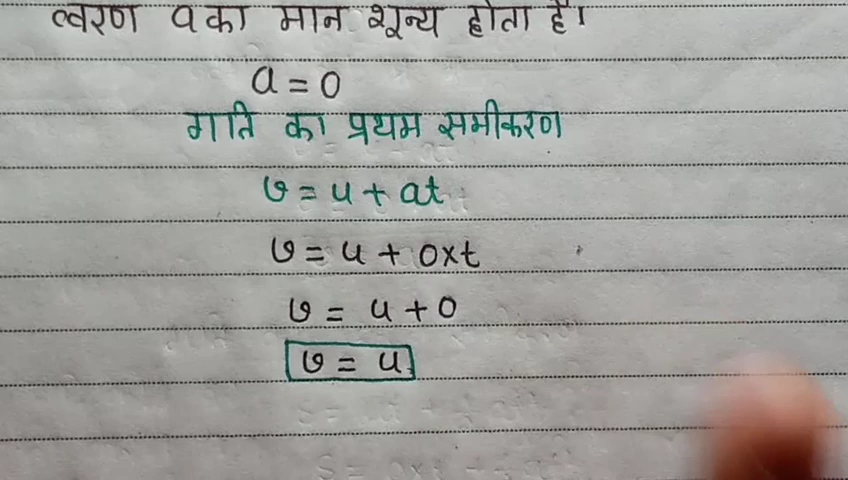 त्वरण a का मान शून्य होता है।
a = 0
गति का प्रथम समीकरण
v = u + at
v = u + 0×t
v = u + 0
v = u